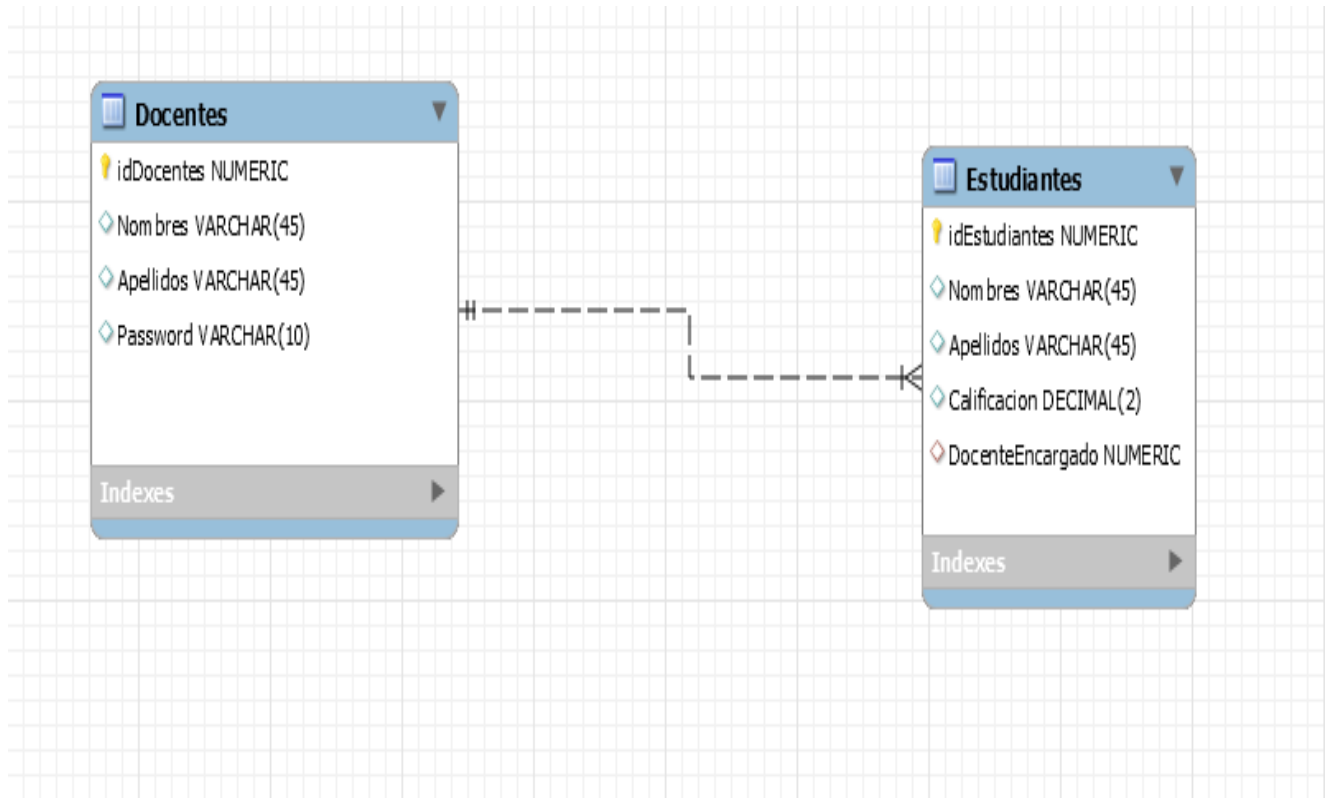 Docentes
idDocentes NUMERIC
Nombres VARCHAR(45)
Apellidos VARCHAR(45)
Password VARCHAR(10)
Indexes
Estudiantes
idEstudiantes NUMERIC
Nombres VARCHAR(45)
Apellidos VARCHAR(45)
Calificacion DECIMAL(2)
DocenteEncargado NUMERIC
Indexes